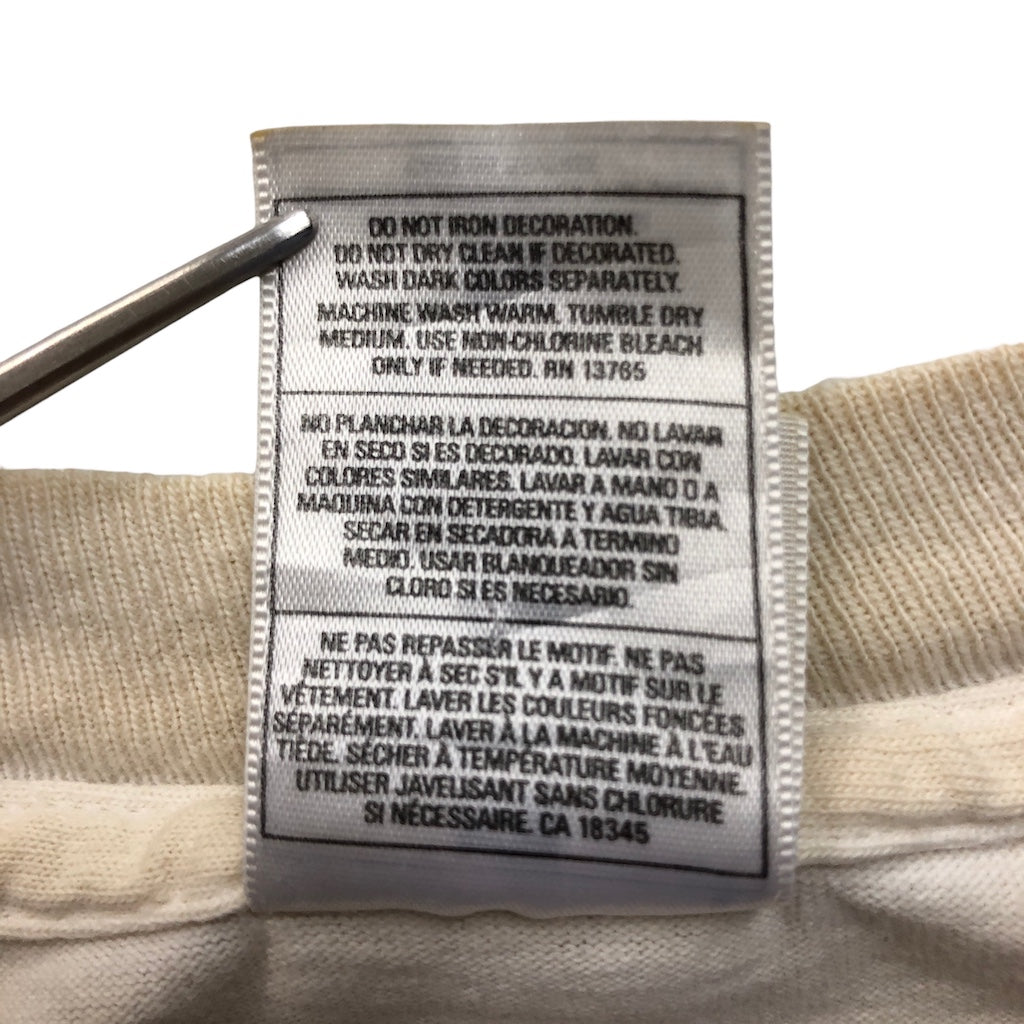 DO NOT IRON DECORATION.
DO NOT DRY CLEAN IF DECORATED.
WASH DARK COLORS SEPARATELY.
MACHINE WASH WARM. TUMBLE DRY
MEDIUM. USE NON-CHLORINE BLEACH
ONLY IF NEEDED. RN 13765
NO PLANCHAR LA DECORACION. NO LAVAR
EN SECO SI ES DECORADO. LAVAR CON
COLORES SIMILARES. LAVAR A MANO O A
MAQUINA CON DETERGENTE Y AGUA TIBIA.
SECAR EN SECADORA A TERMINO
MEDIO. USAR BLANQUEADOR SIN
CLORO SI ES NECESARIO.
NE PAS REPASSER LE MOTIF. NE PAS
NETTOYER À SEC S'IL Y A MOTIF SUR LE
VÊTEMENT. LAVER LES COULEURS FONCÉES
SÉPARÉMENT. LAVER À LA MACHINE À L'EAU
TIEDE. SÉCHER À TEMPÉRATURE MOYENNE.
UTILISER JAVELISANT SANS CHLORURE
SI NÉCESSAIRE. CA 18345